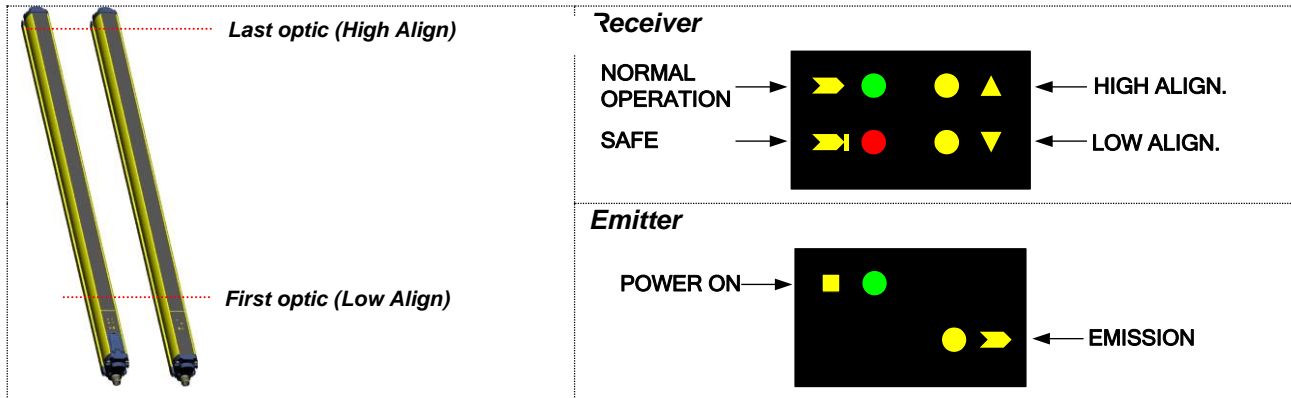 Last optic (High Align)
First optic (Low Align)
Receiver
NORMAL
OPERATION
SAFE
HIGH ALIGN.
LOW ALIGN.
Emitter
POWER ON
EMISSION